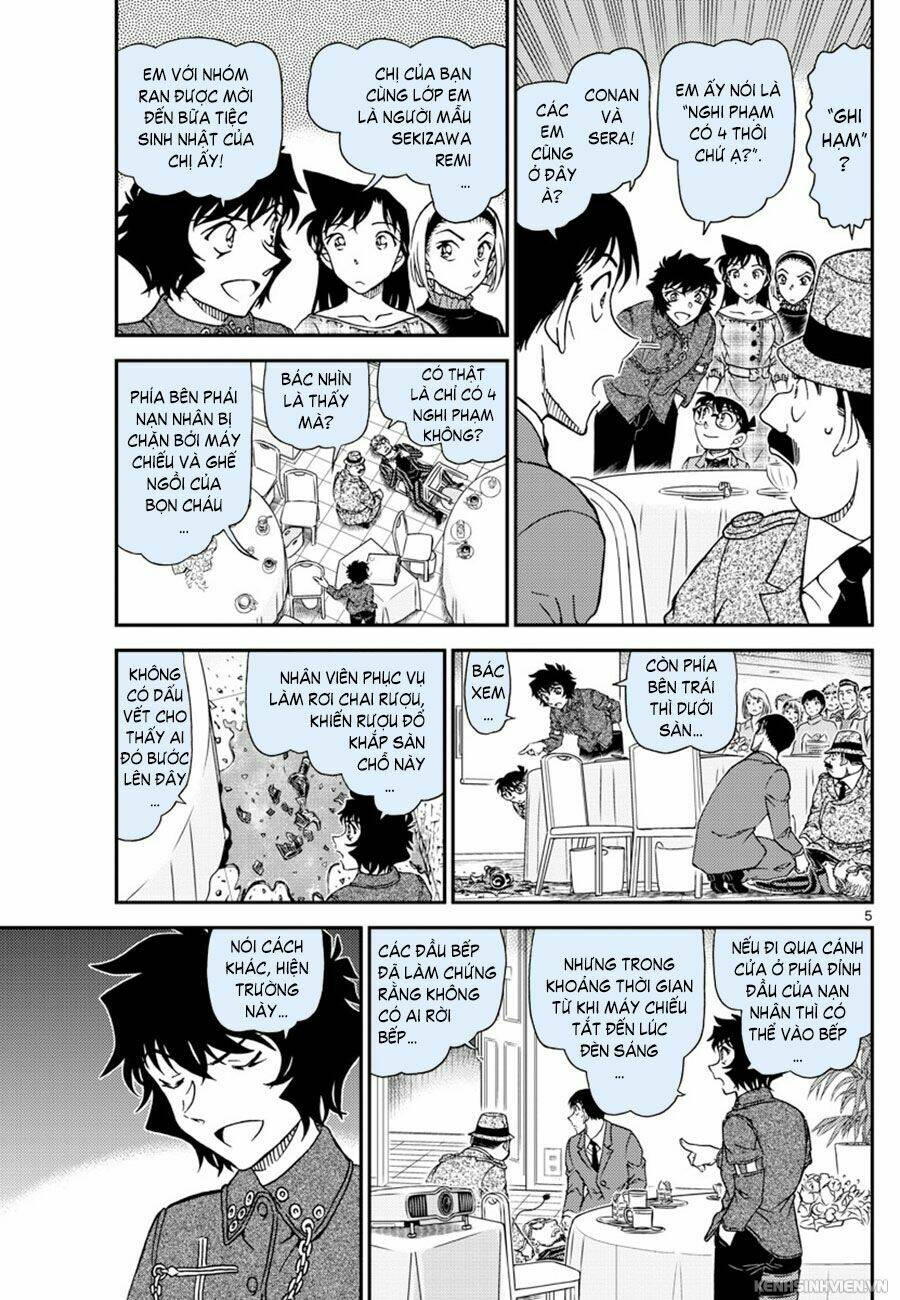 "GHI
HẠM"
?
EM ẤY NÓI LÀ
"NGHI PHẠM
CÓ 4 THÔI
CHỨ Ạ?".
CONAN
VÀ
SERA!
CÁC
EM CŨNG
Ở ĐÂY
À?
CHỊ CỦA BẠN
CÙNG LỚP EM
LÀ NGƯỜI MẪU
SEKIZAWA
REMI
...
EM VỚI NHÓM
RAN ĐƯỢC MỜI
ĐẾN BỮA TIỆC
SINH NHẬT CỦA
CHỊ ẤY!
CÓ THẬT
LÀ CHỈ CÓ 4
NGHI PHẠM
KHÔNG?
BÁC NHÌN
LÀ THẤY
MÀ?
PHÍA BÊN PHẢI
NẠN NHÂN BỊ
CHẶN BỞI MÁY
CHIẾU VÀ GHẾ
NGỒI CỦA
BỌN CHÁU
...
CÒN PHÍA
BÊN TRÁI
THÌ DƯỚI
SÀN...
BÁC
XEM
...
NHÂN VIÊN PHỤC VỤ
LÀM RƠI CHAI RƯỢU,
KHIẾN RƯỢU ĐỔ
KHẮP SÀN
CHỖ NÀY
KHÔNG
CÓ DẤU
VẾT CHO
THẤY AI
ĐÓ BƯỚC
LÊN ĐÂY
...
5
NẾU ĐI QUA CÁNH
CỬA Ở PHÍA ĐỈNH
ĐẦU CỦA NẠN
NHÂN THÌ CÓ
THỂ VÀO BẾP
...
NHƯNG TRONG
KHOẢNG THỜI GIAN
TỪ KHI MÁY CHIẾU
TẮT ĐẾN LÚC
ĐÈN SÁNG
...
CÁC ĐẦU BẾP
ĐÃ LÀM CHỨNG
RẰNG KHÔNG
CÓ AI RỜI
BẾP...
NÓI CÁCH
KHÁC, HIỆN
TRƯỜNG
NÀY...
KENHSINHVIEN.VN